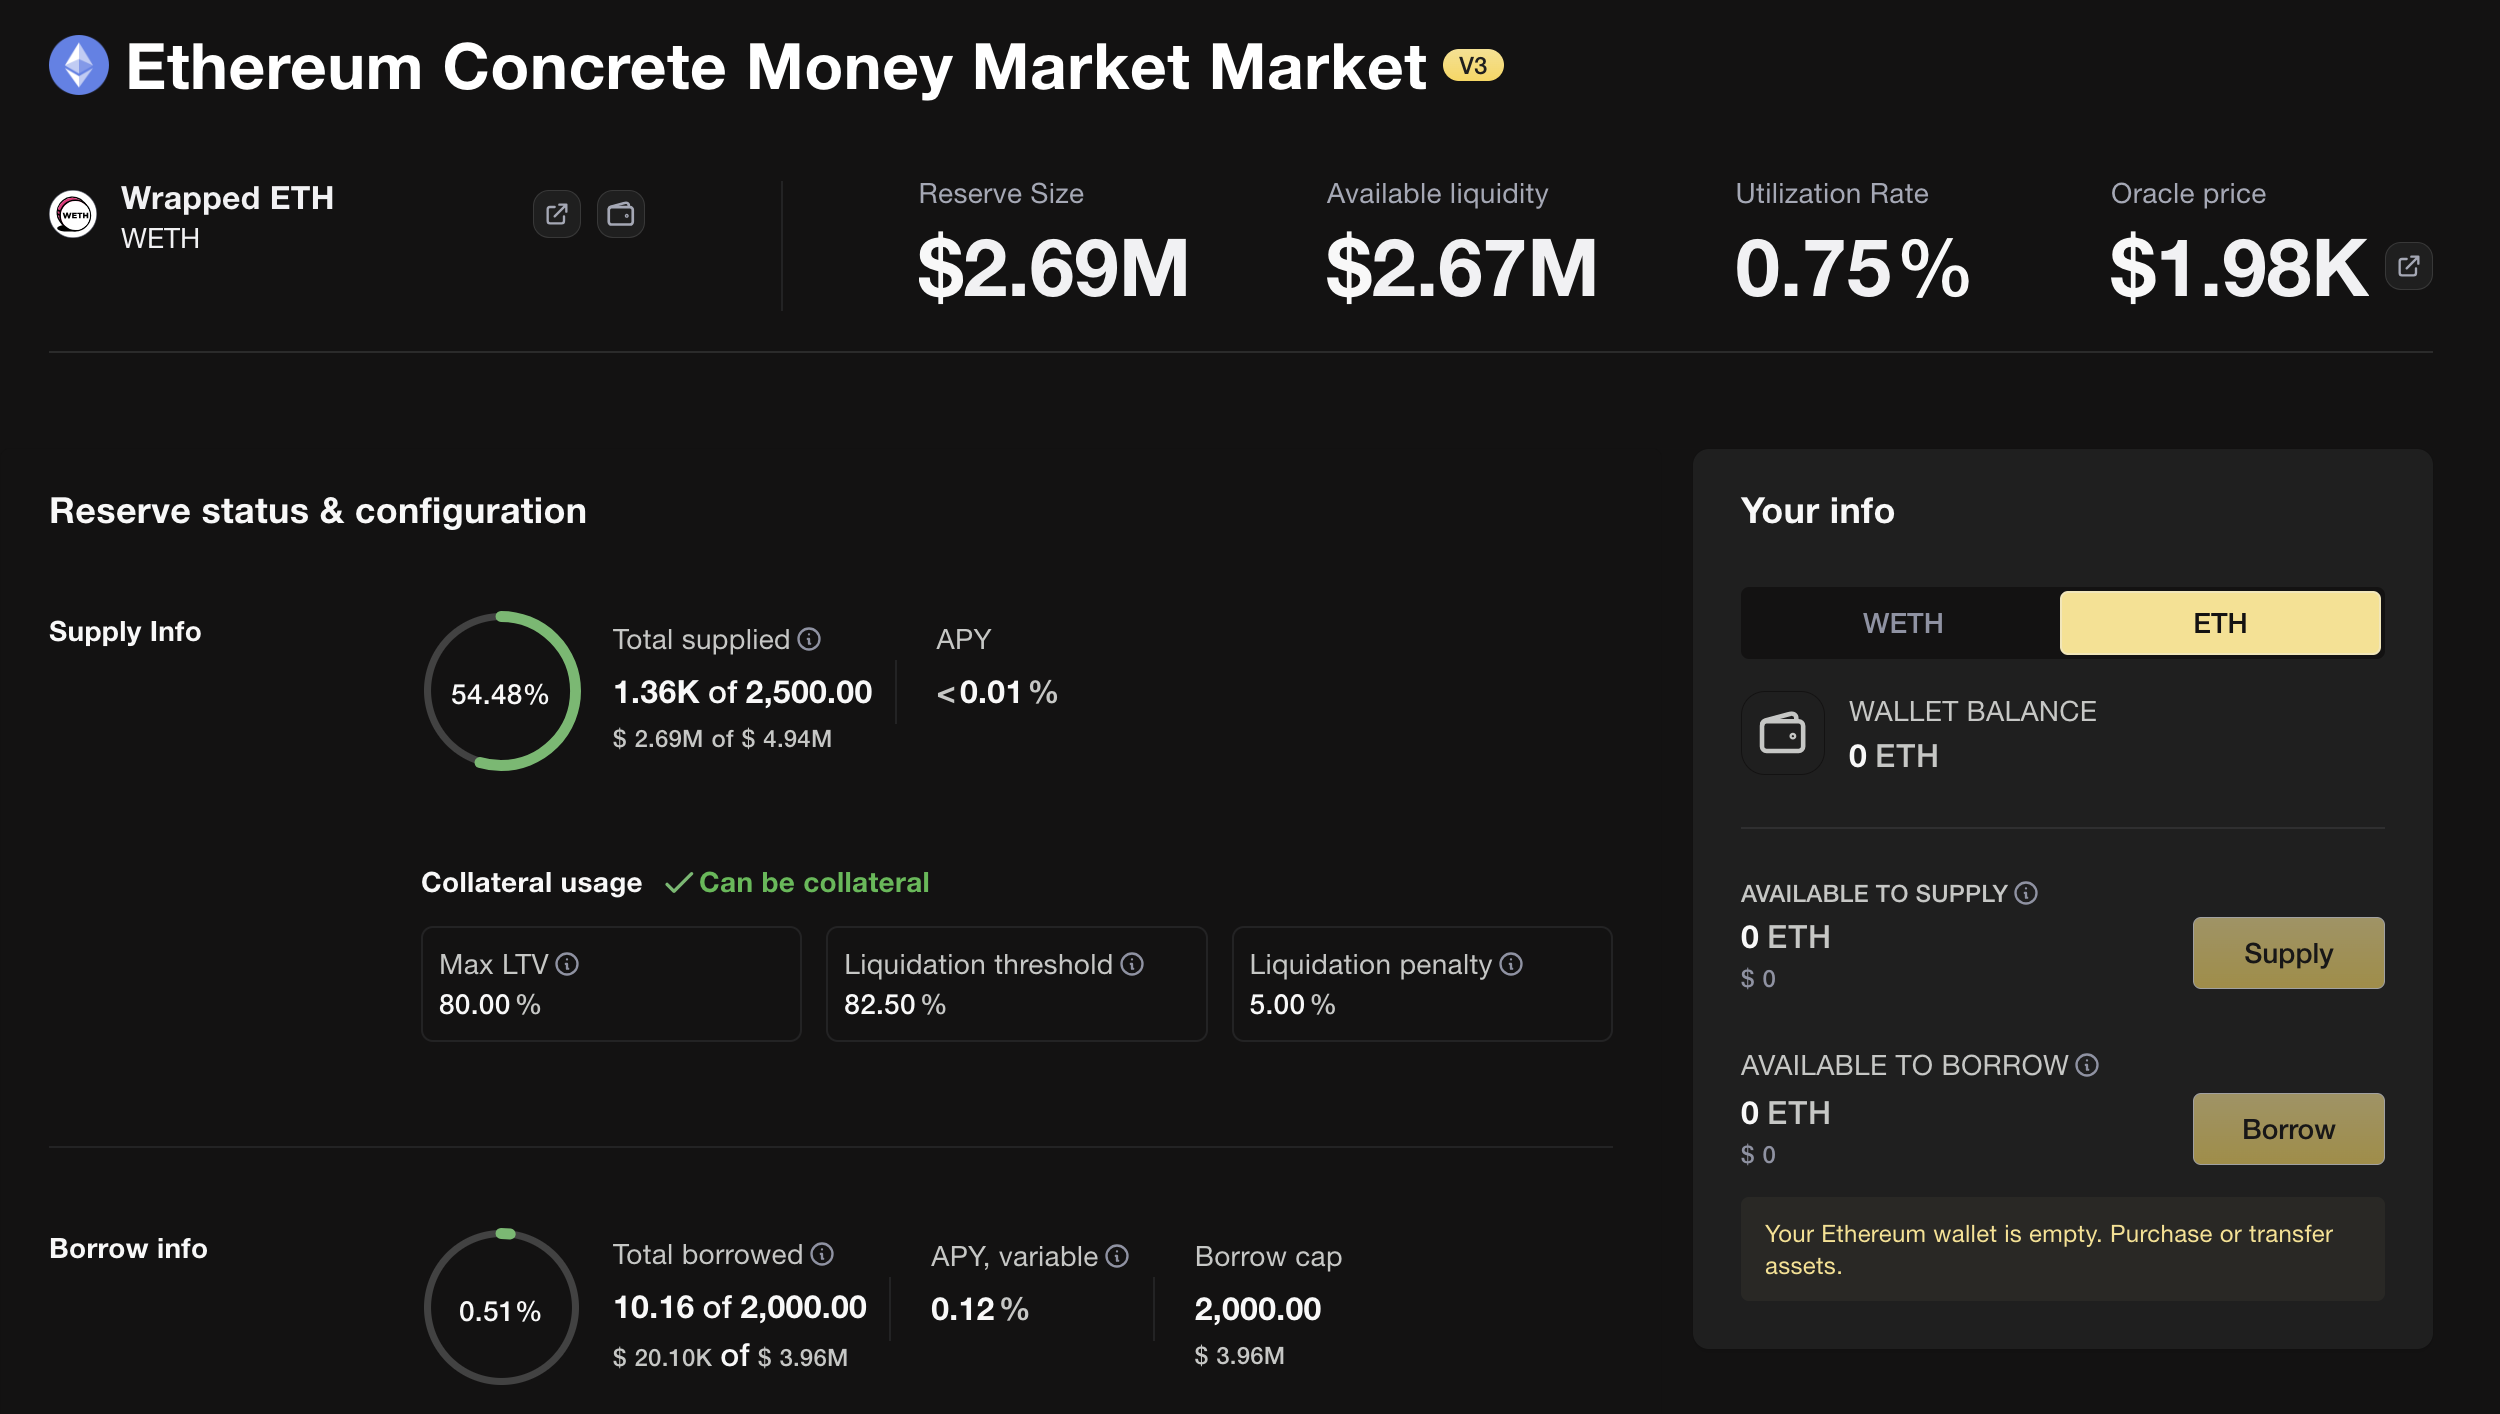 Ethereum Concrete Money Market Market V3
WETH
Wrapped ETH
WETH
Reserve Size
$2.69M
Available liquidity
$2.67M
Utilization Rate
0.75 %
Oracle price
$1.98K
Reserve status & configuration
Supply Info
54.48%
Total supplied
1.36K of 2,500.00
$ 2.69M of $ 4.94M
APY
<0.01 %
Collateral usage Can be collateral
Max LTV
80.00 %
Liquidation threshold
82.50 %
Liquidation penalty
5.00 %
Borrow info
0.51%
Total borrowed
10.16 of 2,000.00
$ 20.10K of $ 3.96M
APY, variable
0.12 %
Borrow cap
2,000.00
$ 3.96M
Your info
WETH ETH
WALLET BALANCE
0 ETH
AVAILABLE TO SUPPLY
0 ETH
$ 0
Supply
AVAILABLE TO BORROW
0 ETH
$ 0
Borrow
Your Ethereum wallet is empty. Purchase or transfer
assets.